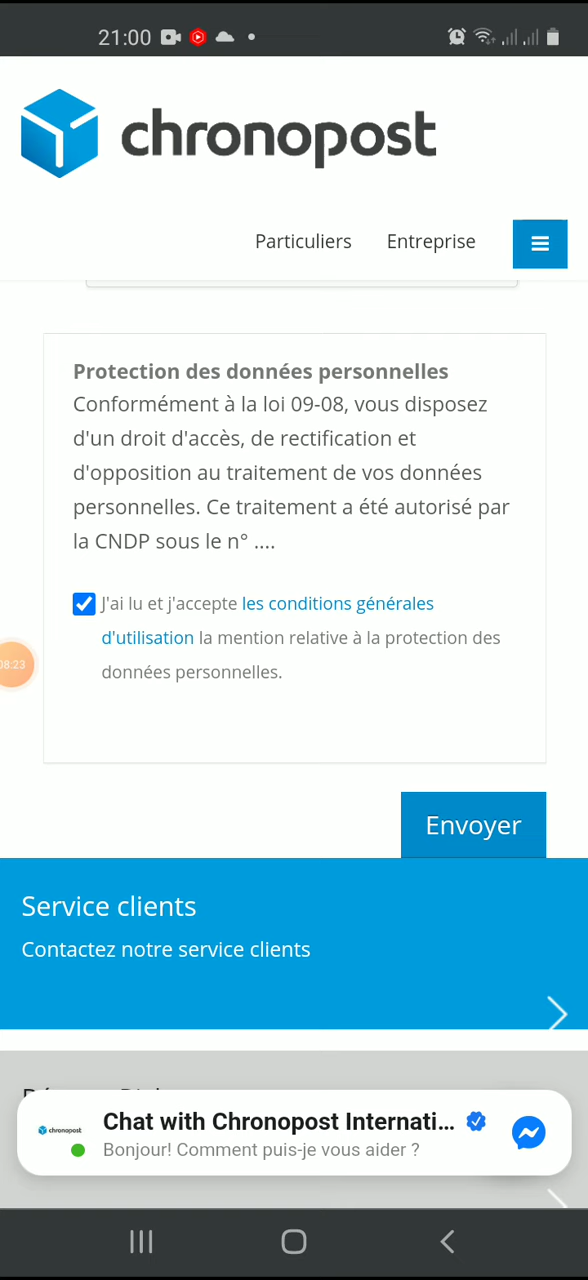 21:00
chronopost
Particuliers Entreprise
Protection des données personnelles
Conformément à la loi 09-08, vous disposez
d'un droit d'accès, de rectification et
d'opposition au traitement de vos données
personnelles. Ce traitement a été autorisé par
la CNDP sous le n° ....
J'ai lu et j'accepte les conditions générales
d'utilisation la mention relative à la protection des
données personnelles.
08:23
Envoyer
Service clients
Contactez notre service clients
chronopost
Chat with Chronopost Internati...
Bonjour! Comment puis-je vous aider ?